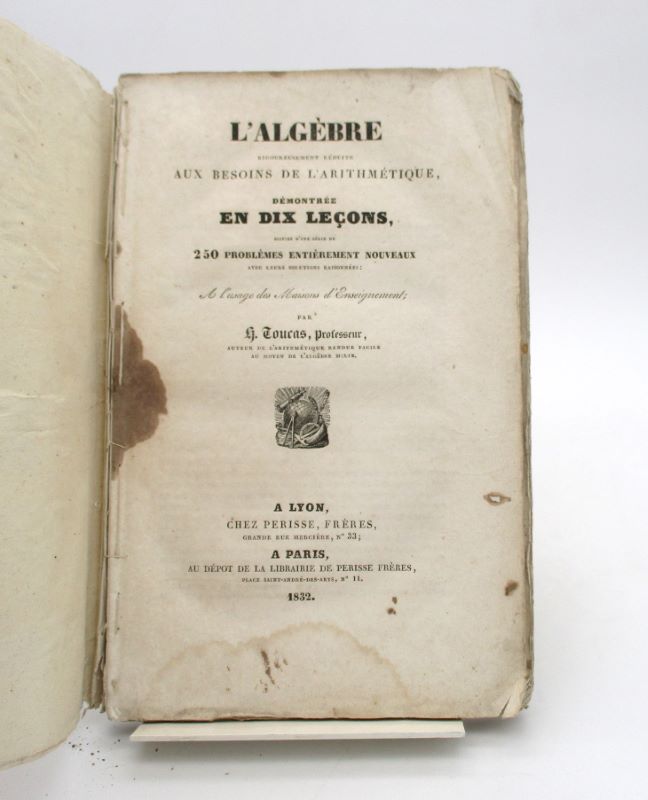 L'ALGÈBRE
RIGOUREUSEMENT RÉDUITE
AUX BESOINS DE L'ARITHMÉTIQUE,
DÉMONTRÉE
EN DIX LEÇONS,
SUIVIE D'UNE SÉRIE DE
250 PROBLÈMES ENTIÈREMENT NOUVEAUX
AVEC LEURS SOLUTIONS RAISONNÉES;
A l'usage des Maisons d'Enseignement;
PAR
H. Toucas, Professeur,
AUTEUR DE L'ARITHMÉTIQUE RENDUE FACILE
AU MOYEN DE L'ALGÈBRE MIXTE.
A LYON,
CHEZ PERISSE, FRÈRES,
GRANDE RUE MERCIÈRE, N° 33;
A PARIS,
AU DÉPOT DE LA LIBRAIRIE DE PERISSE FRÈRES,
PLACE SAINT-ANDRÉ-DES-ARTS, N° 11.
1832.